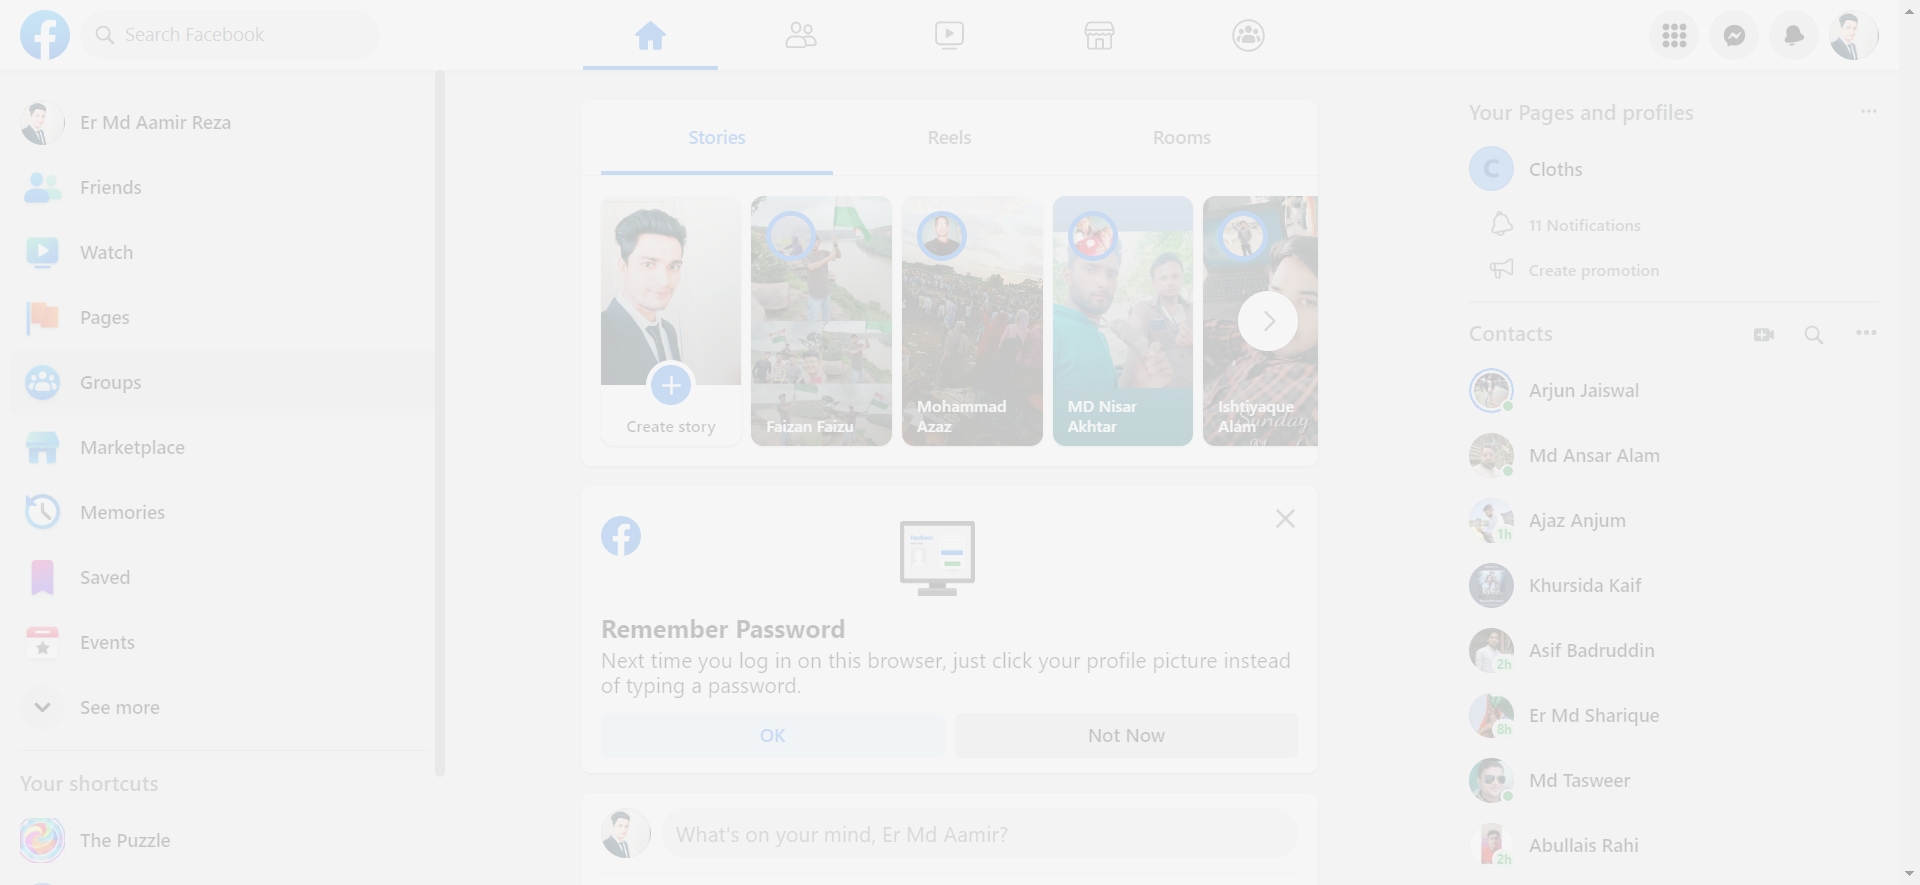 Search Facebook
Er Md Aamir Reza
Friends
Watch
Pages
Groups
Marketplace
Memories
Saved
Events
See more
Your shortcuts
The Puzzle
Stories
Reels
Rooms
Create story
Faizan Faizu
Mohammad
Azaz
MD Nisar
Akhtar
Ishtiyaque
Alam
Sunday
Remember Password
Next time you log in on this browser, just click your profile picture instead
of typing a password.
OK
Not Now
What's on your mind, Er Md Aamir?
Your Pages and profiles
C
Cloths
11 Notifications
Create promotion
Contacts
Arjun Jaiswal
Md Ansar Alam
Ajaz Anjum
1h
Khursida Kaif
Asif Badruddin
2h
Er Md Sharique
8h
Md Tasweer
Abullais Rahi
2h